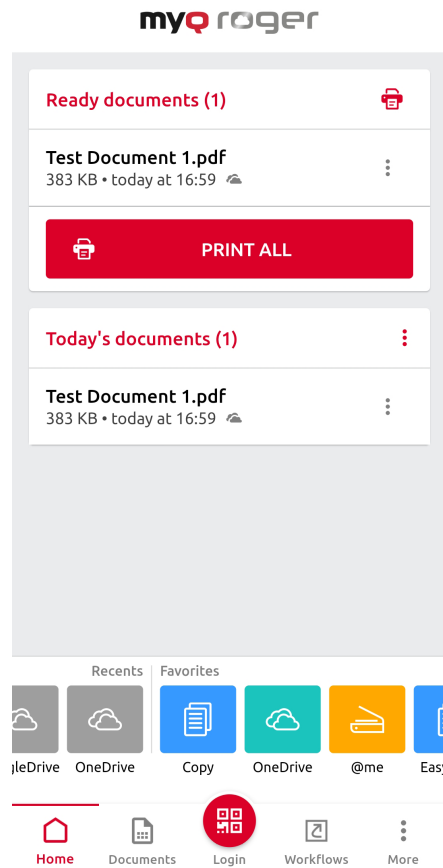 myQ roger
Ready documents (1)
Test Document 1.pdf
383 KB • today at 16:59
PRINT ALL
Today's documents (1)
Test Document 1.pdf
383 KB • today at 16:59
Recents Favorites
gleDrive OneDrive Copy OneDrive @me Easy
Home Documents Login Workflows More